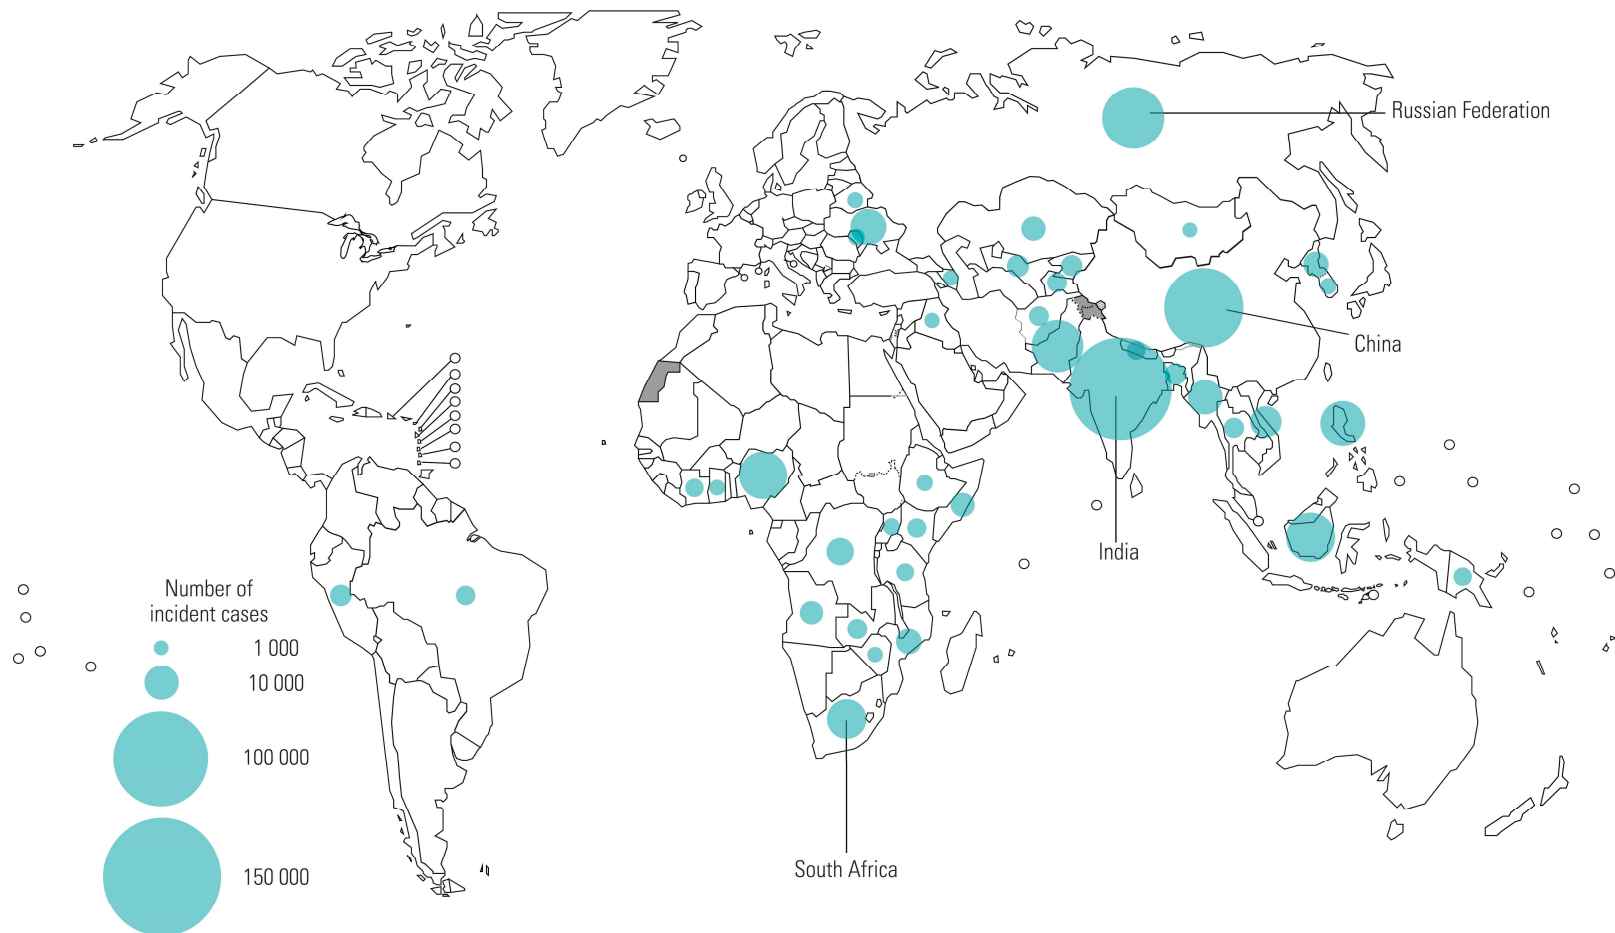 Russian Federation
China
India
Number of
incident cases
1 000
10 000
100 000
150 000
South Africa